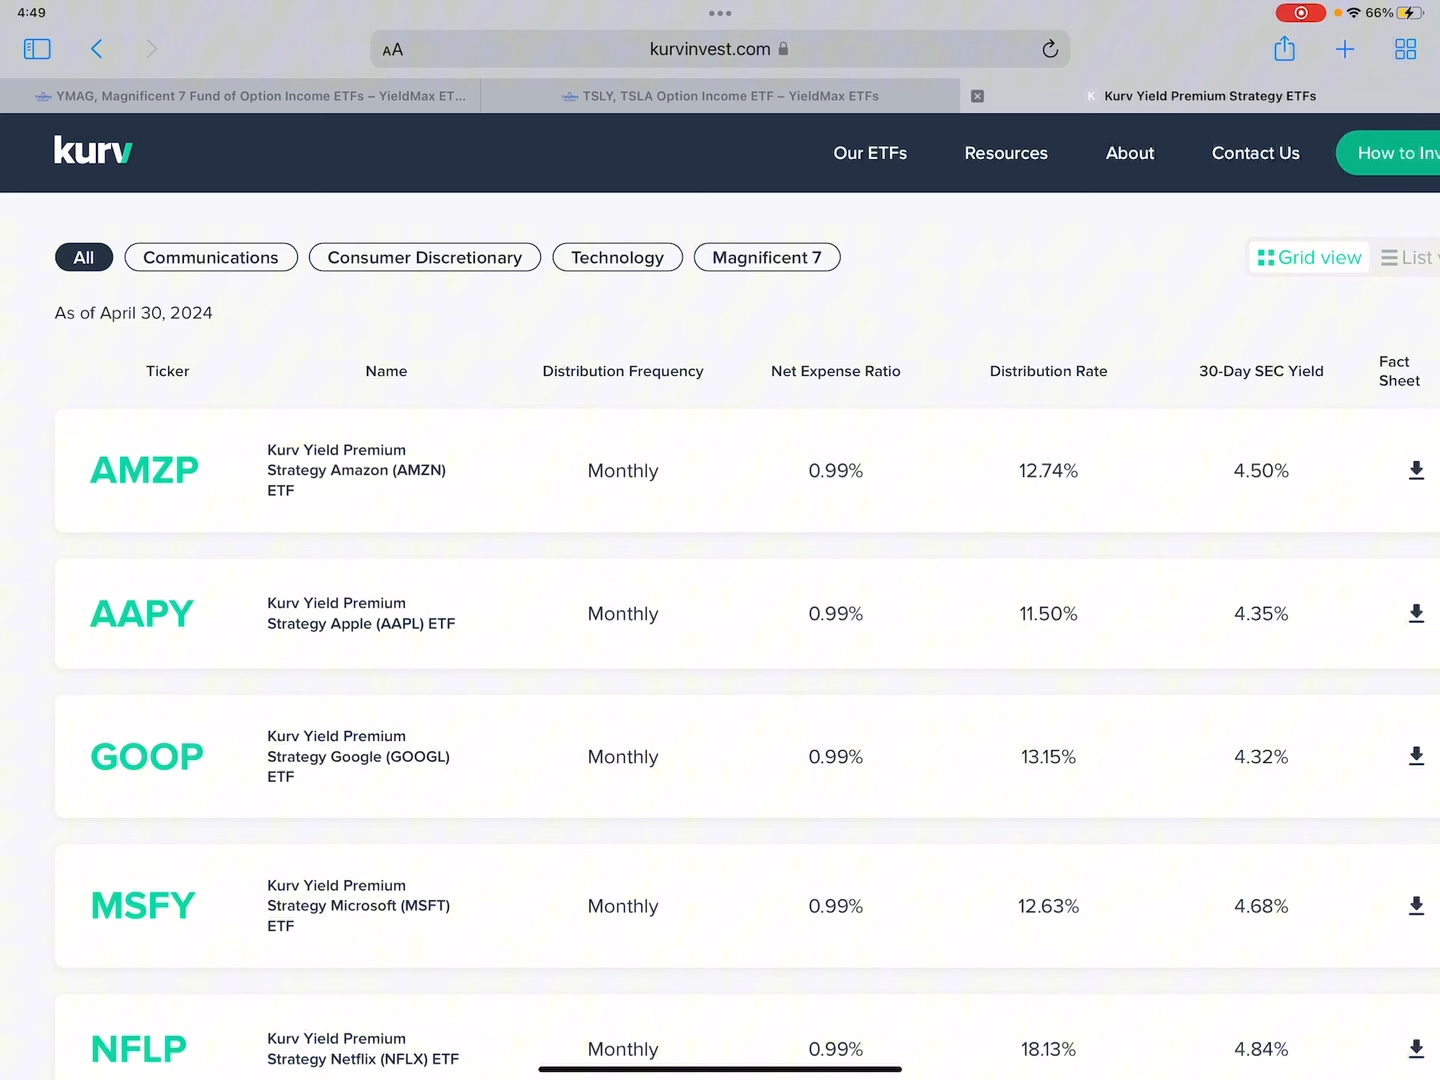 4:49
66%
AA
kurvinvest.com
YMAG, Magnificent 7 Fund of Option Income ETFs – YieldMax ET...
TSLY, TSLA Option Income ETF – YieldMax ETFs
K Kurv Yield Premium Strategy ETFs
kurv
Our ETFs
Resources
About
Contact Us
How to Inv
All
Communications
Consumer Discretionary
Technology
Magnificent 7
Grid view
List
As of April 30, 2024
Ticker
Name
Distribution Frequency
Net Expense Ratio
Distribution Rate
30-Day SEC Yield
Fact
Sheet
AMZP
Kurv Yield Premium
Strategy Amazon (AMZN)
ETF
Monthly
0.99%
12.74%
4.50%
AAPY
Kurv Yield Premium
Strategy Apple (AAPL) ETF
Monthly
0.99%
11.50%
4.35%
GOOP
Kurv Yield Premium
Strategy Google (GOOGL)
ETF
Monthly
0.99%
13.15%
4.32%
MSFY
Kurv Yield Premium
Strategy Microsoft (MSFT)
ETF
Monthly
0.99%
12.63%
4.68%
NFLP
Kurv Yield Premium
Strategy Netflix (NFLX) ETF
Monthly
0.99%
18.13%
4.84%